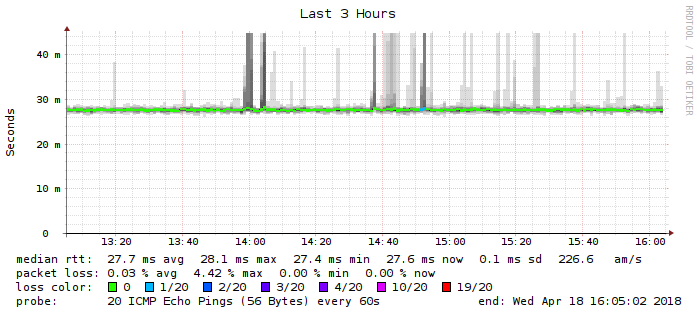 Last 3 Hours
RRDTOOL / TOBI OETIKER
Seconds
40 m
30 m
20 m
10 m
0
13:20 13:40 14:00 14:20 14:40 15:00 15:20 15:40 16:00
median rtt: 27.7 ms avg 28.1 ms max 27.4 ms min 27.6 ms now 0.1 ms sd 226.6 am/s
packet loss: 0.03 % avg 4.42 % max 0.00 % min 0.00 % now
loss color: 0 1/20 2/20 3/20 4/20 10/20 19/20
probe: 20 ICMP Echo Pings (56 Bytes) every 60s end: Wed Apr 18 16:05:02 2018